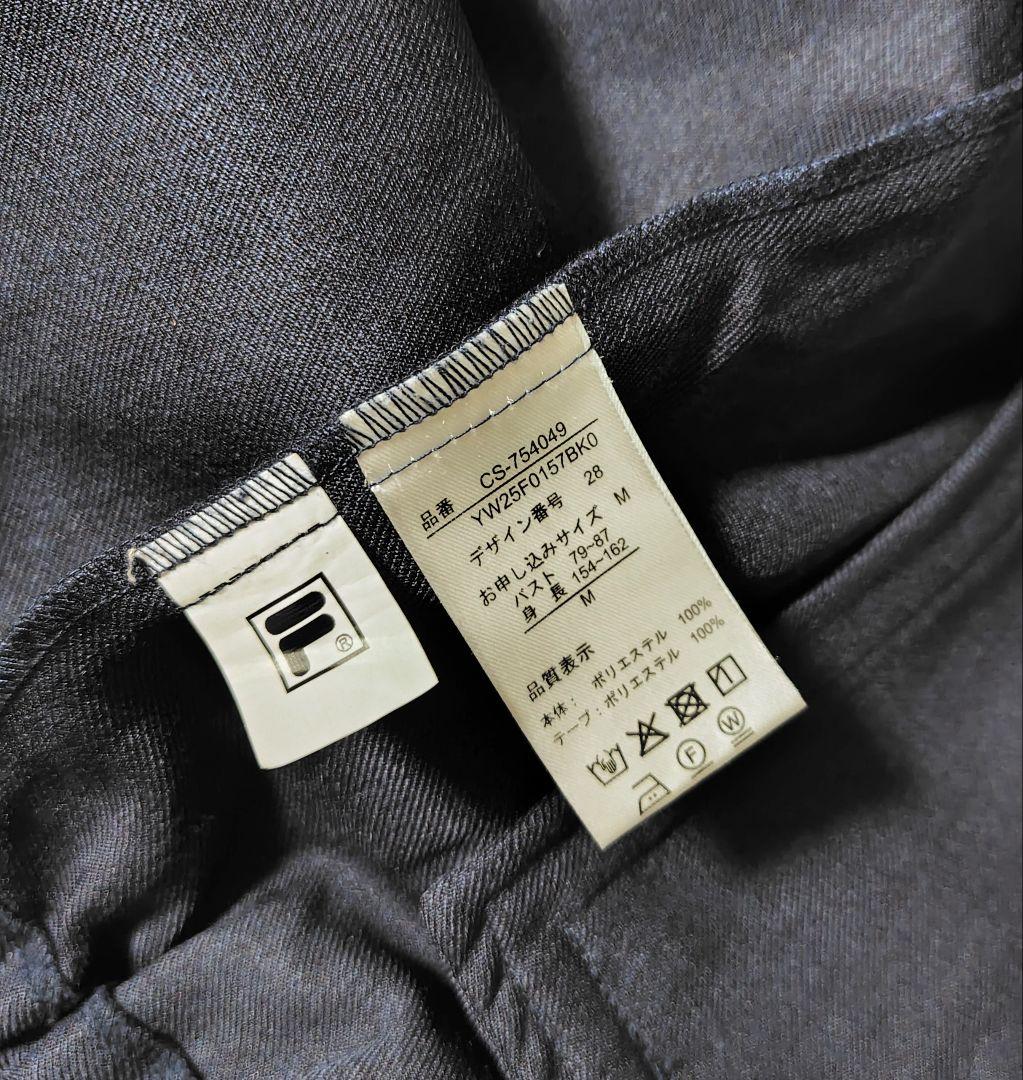 F
®
品番 CS-754049
YW25F0157BK0
デザイン番号 28
お申し込みサイズ M
バスト 79~87
身 長 154~162
M
品質表示
本体: ポリエステル 100%
テープ:ポリエステル 100%
F
W